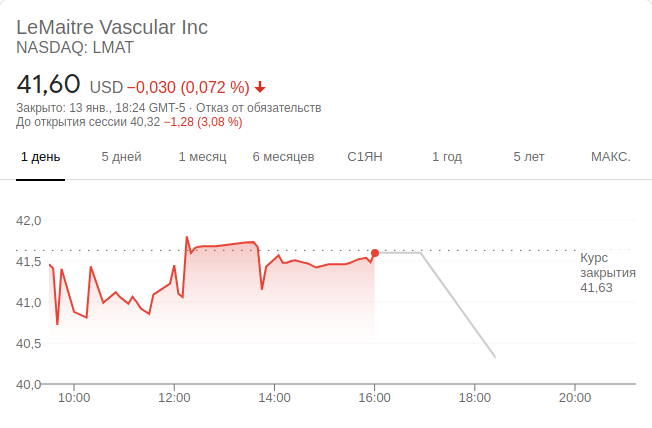 LeMaitre Vascular Inc
NASDAQ: LMAT
41,60 USD −0,030 (0,072 %)
Закрыто: 13 янв., 18:24 GMT-5 · Отказ от обязательств
До открытия сессии 40,32 −1,28 (3,08 %)
1 день 5 дней 1 месяц 6 месяцев С1ЯН 1 год 5 лет МАКС.
42,0
41,5
41,0
40,5
40,0
Курс
закрытия
41,63
10:00 12:00 14:00 16:00 18:00 20:00